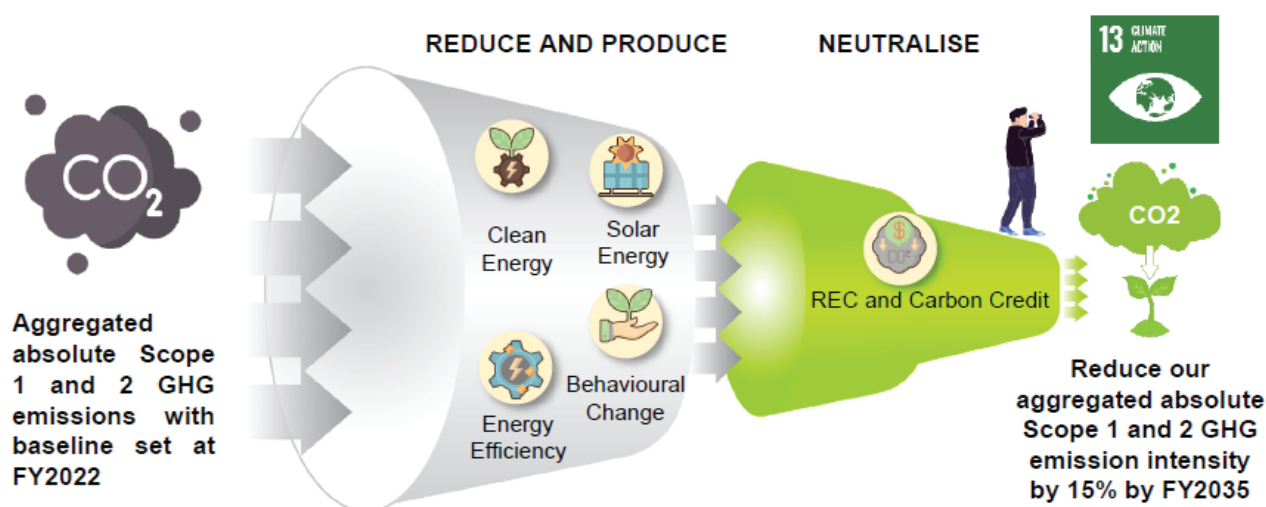 REDUCE AND PRODUCE
NEUTRALISE
13 CLIMATE
ACTION
CO2
Aggregated
absolute Scope
1 and 2 GHG
emissions with
baseline set at
FY2022
Clean
Energy
Solar
Energy
Energy
Efficiency
Behavioural
Change
$
CO²
REC and Carbon Credit
CO2
Reduce our
aggregated absolute
Scope 1 and 2 GHG
emission intensity
by 15% by FY2035